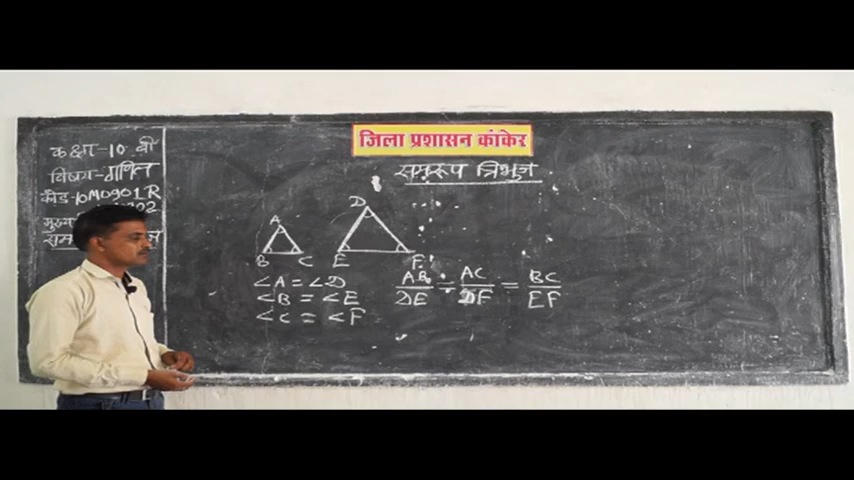 जिला प्रशासन कांकेर
कक्षा-10 वी
विषय-गणित
कोड-10M0901R
समरूप त्रिभुज
D
A
B C E F
∠A = ∠D
∠B = ∠E
∠C = ∠F
AB/DE = AC/DF = BC/EF